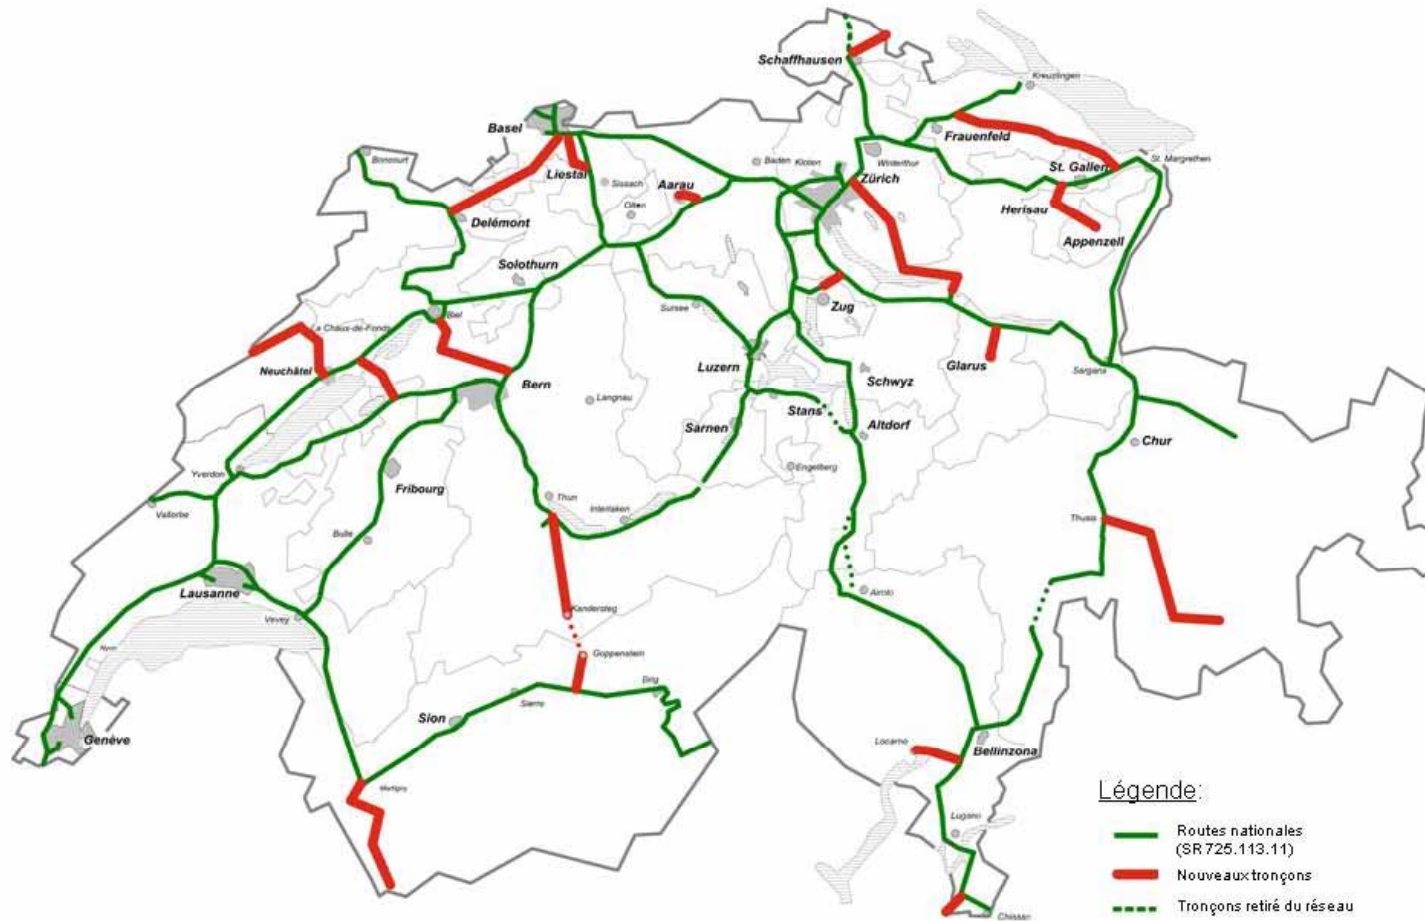 Schaffhausen
Kreuzlingen
Basel
Frauenfeld
Boncourt
Baden
Kloten
Winterthur
St. Gallen
St. Margrethen
Liestal
Sissach
Aarau
Zürich
Olten
Herisau
Delémont
Appenzell
Solothurn
Sursee
Zug
La Chaux-de-Fonds
Biel
Neuchâtel
Luzern
Glarus
Sargans
Bern
Schwyz
Langnau
Stans
Sarnen
Altdorf
Chur
Yverdon
Fribourg
Engelberg
Vallorbe
Thun
Interlaken
Thusis
Bulle
Lausanne
Airolo
Kandersteg
Vevey
Nyon
Goppenstein
Brig
Sierre
Sion
Genève
Locarno
Bellinzona
Martigny
Légende:
Lugano
Routes nationales
(SR 725.113.11)
Nouveaux tronçons
Tronçons retiré du réseau
Chiasso